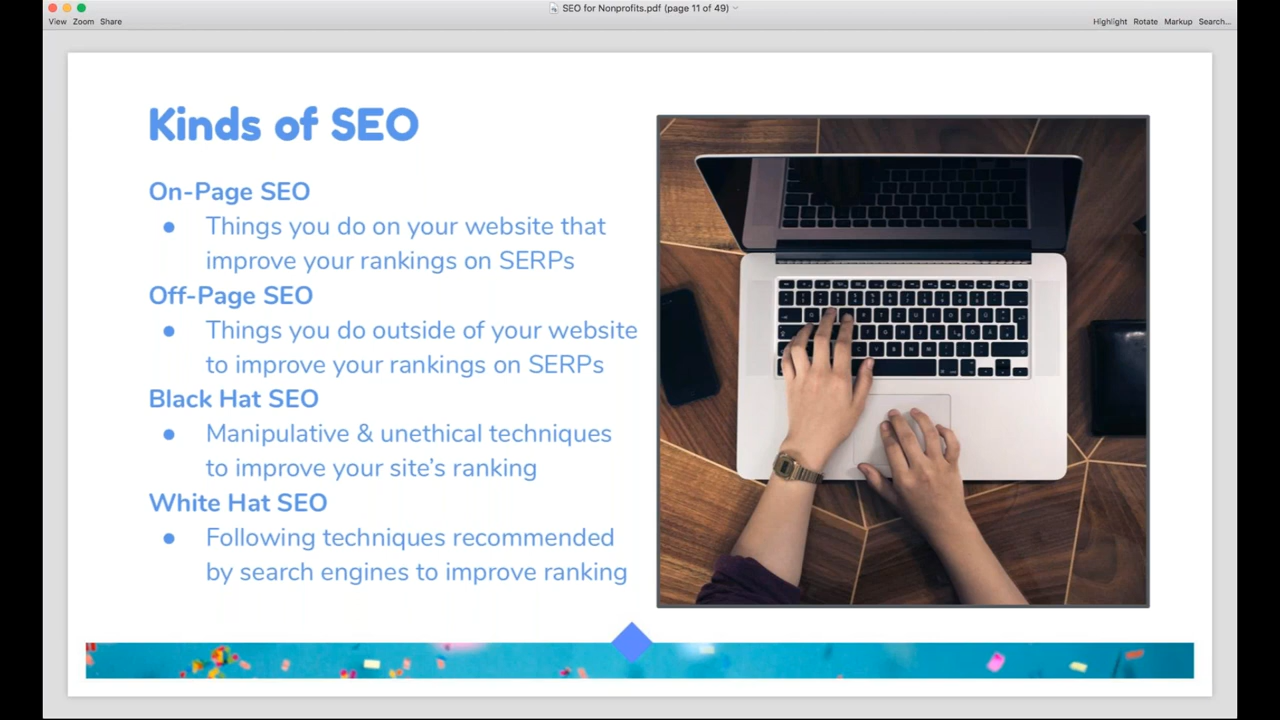 SEO for Nonprofits.pdf (page 11 of 49)
View Zoom Share
Highlight Rotate Markup Search...
Kinds of SEO
On-Page SEO
● Things you do on your website that
improve your rankings on SERPs
Off-Page SEO
● Things you do outside of your website
to improve your rankings on SERPs
Black Hat SEO
● Manipulative & unethical techniques
to improve your site’s ranking
White Hat SEO
● Following techniques recommended
by search engines to improve ranking